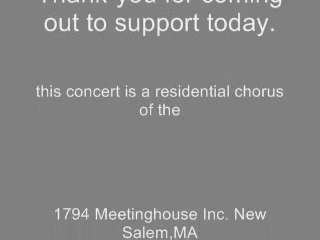 Thank you for coming
out to support today.
this concert is a residential chorus
of the
1794 Meetinghouse Inc. New
Salem,MA